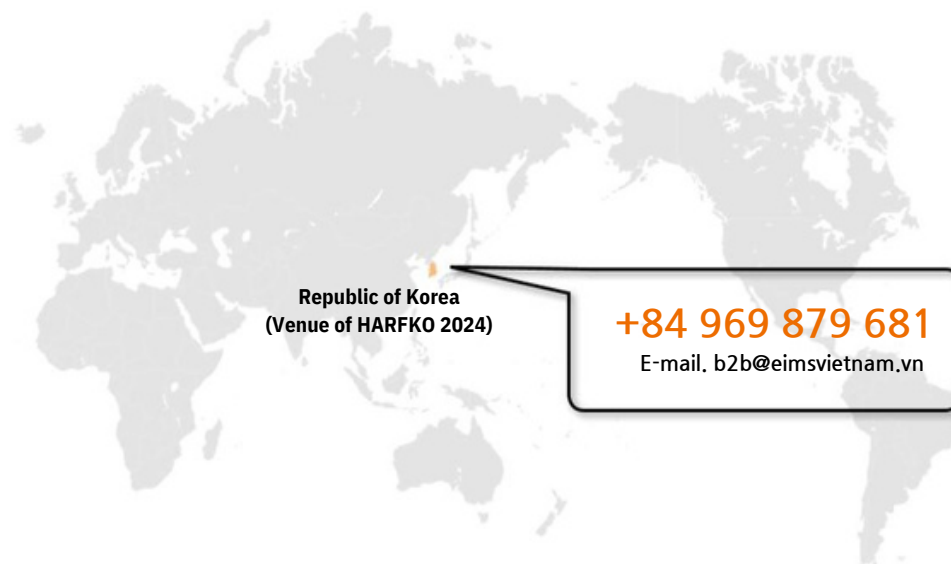 Republic of Korea
(Venue of HARFKO 2024)
+84 969 879 681
E-mail. b2b@eimsvietnam.vn